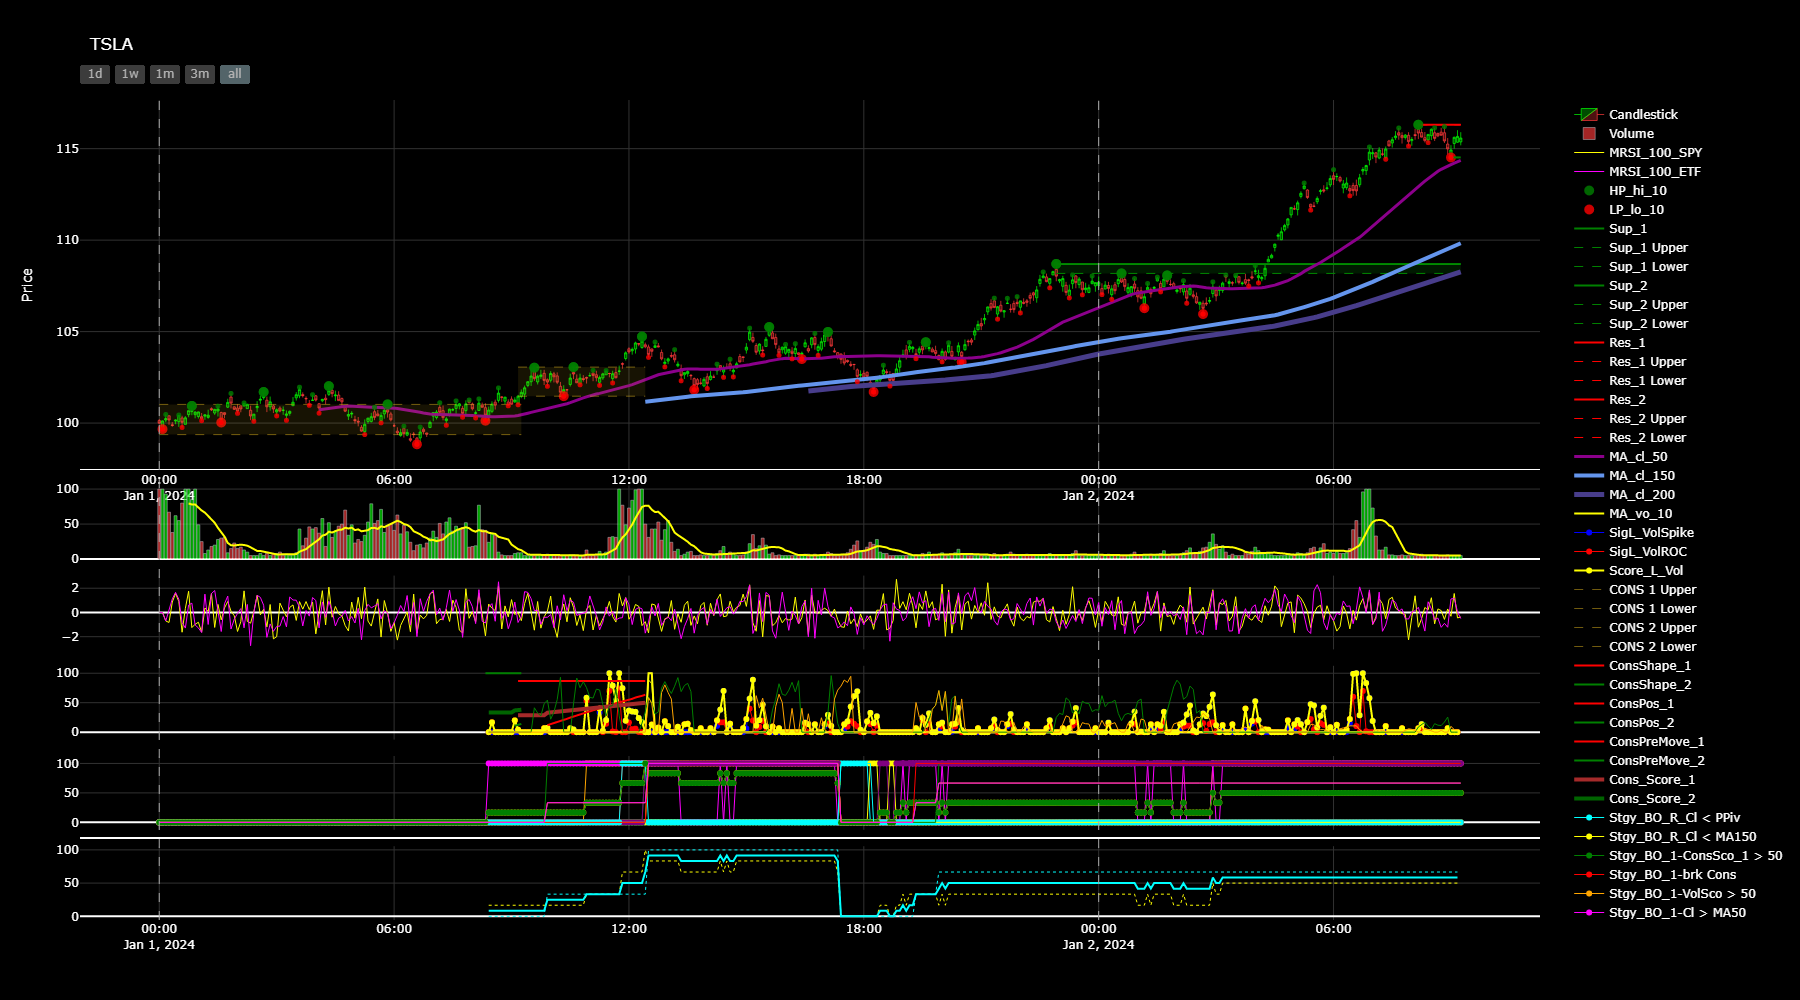 TSLA
1d 1w 1m 3m all
Price
115
110
105
100
00:00 06:00 12:00 18:00 00:00 06:00
Jan 1, 2024 Jan 2, 2024
100
50
0
2
0
−2
100
50
0
100
50
0
100
50
0
00:00 06:00 12:00 18:00 00:00 06:00
Jan 1, 2024 Jan 2, 2024
Candlestick
Volume
MRSI_100_SPY
MRSI_100_ETF
HP_hi_10
LP_lo_10
Sup_1
Sup_1 Upper
Sup_1 Lower
Sup_2
Sup_2 Upper
Sup_2 Lower
Res_1
Res_1 Upper
Res_1 Lower
Res_2
Res_2 Upper
Res_2 Lower
MA_cl_50
MA_cl_150
MA_cl_200
MA_vo_10
SigL_VolSpike
SigL_VolROC
Score_L_Vol
CONS 1 Upper
CONS 1 Lower
CONS 2 Upper
CONS 2 Lower
ConsShape_1
ConsShape_2
ConsPos_1
ConsPos_2
ConsPreMove_1
ConsPreMove_2
Cons_Score_1
Cons_Score_2
Stgy_BO_R_Cl < PPiv
Stgy_BO_R_Cl < MA150
Stgy_BO_1-ConsSco_1 > 50
Stgy_BO_1-brk Cons
Stgy_BO_1-VolSco > 50
Stgy_BO_1-Cl > MA50